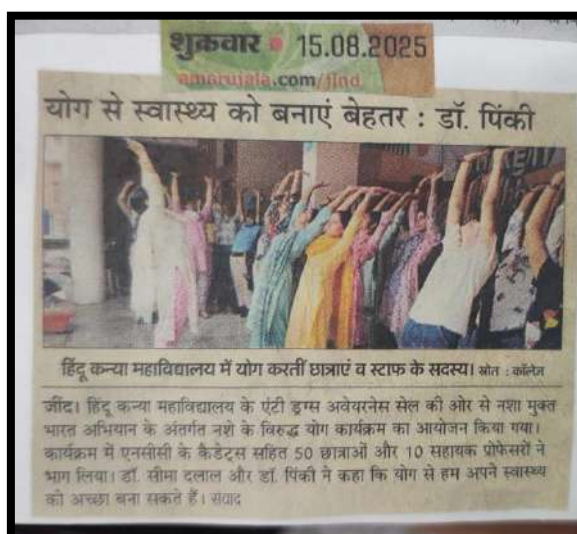 शुक्रवार • 15.08.2025
amarujala.com/jind
योग से स्वास्थ्य को बनाएं बेहतर : डॉ. पिंकी
हिंदू कन्या महाविद्यालय में योग करतीं छात्राएं व स्टाफ के सदस्य। स्रोत : कॉलेज
जींद। हिंदू कन्या महाविद्यालय के एंटी ड्रग्स अवेयरनेस सेल की ओर से नशा मुक्त
भारत अभियान के अंतर्गत नशे के विरुद्ध योग कार्यक्रम का आयोजन किया गया।
कार्यक्रम में एनसीसी के कैडेट्स सहित 50 छात्राओं और 10 सहायक प्रोफेसरों ने
भाग लिया। डॉ. सीमा दलाल और डॉ. पिंकी ने कहा कि योग से हम अपने स्वास्थ्य
को अच्छा बना सकते हैं। संवाद